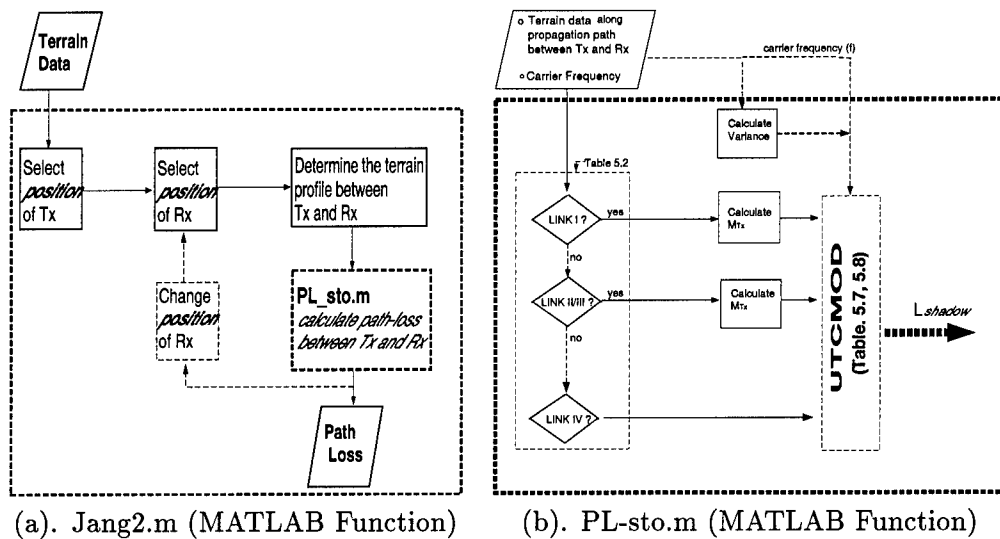 Terrain
Data
Select
position
of Tx
Select
position
of Rx
Determine the terrain
profile between
Tx and Rx
Change
position
of Rx
PL_sto.m
calculate path-loss
between Tx and Rx
Path
Loss
(a). Jang2.m (MATLAB Function)
Terrain data along
propagation path
between Tx and Rx
Carrier Frequency
carrier frequency (f)
Calculate
Variance
Table 5.2
LINK I ?
yes
Calculate
MTx
no
LINK II/III ?
yes
Calculate
MTx
no
LINK IV ?
UTCMOD
(Table. 5.7, 5.8)
L shadow
(b). PL-sto.m (MATLAB Function)